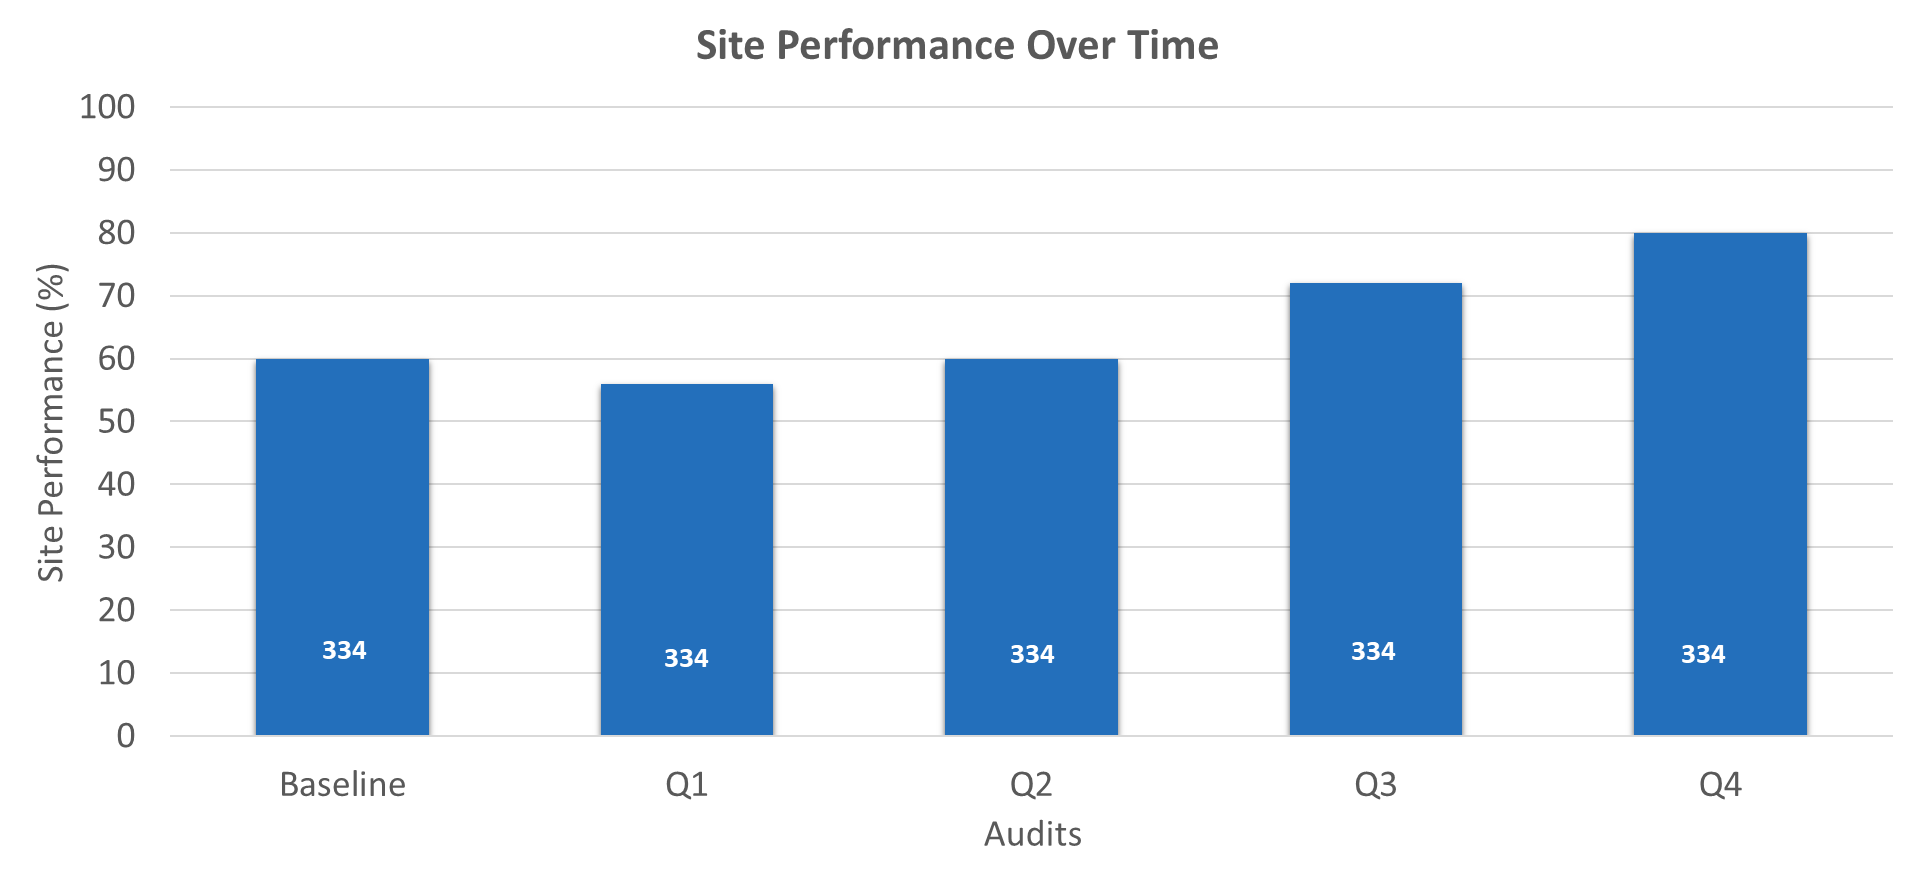 Site Performance Over Time
Site Performance (%)
100
90
80
70
60
50
40
30
20
10
0
334
334
334
334
334
Baseline
Q1
Q2
Q3
Q4
Audits